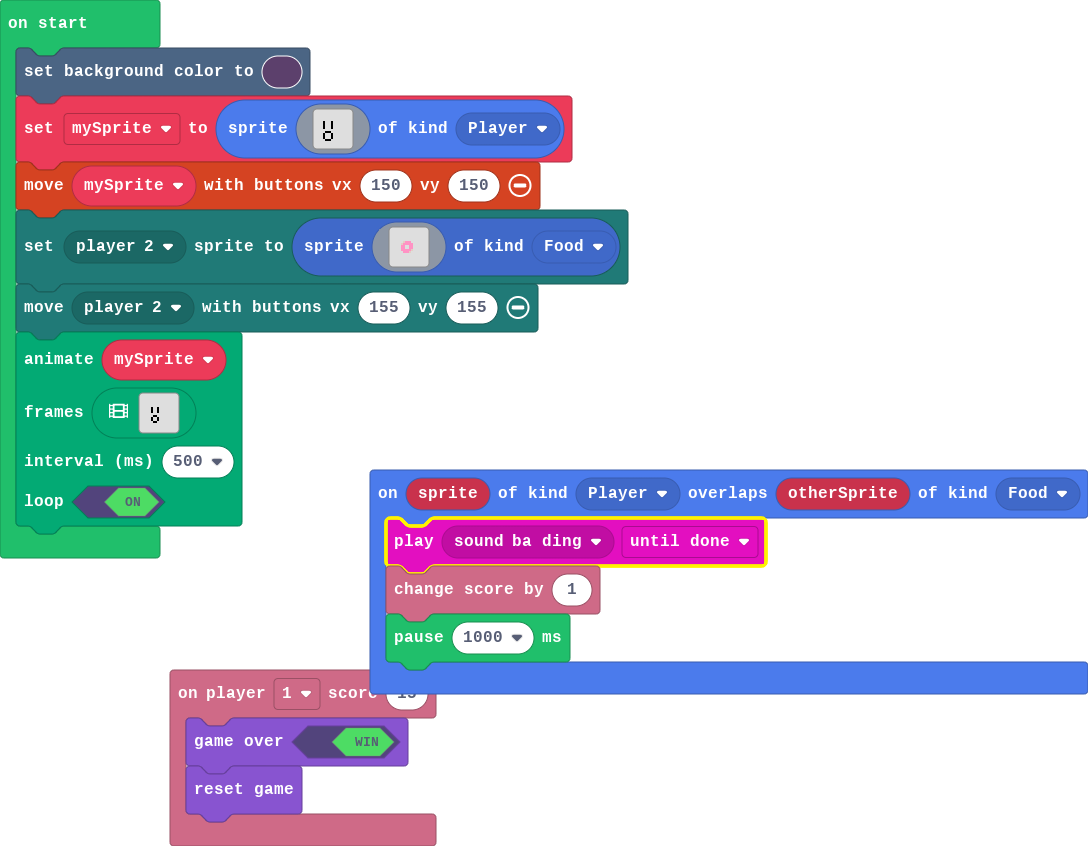 on start
set background color to
set mySprite to sprite of kind Player
move mySprite with buttons vx 150 vy 150
set player 2 sprite to sprite of kind Food
move player 2 with buttons vx 155 vy 155
animate mySprite
frames
interval (ms) 500
loop ON
on sprite of kind Player overlaps otherSprite of kind Food
play sound ba ding until done
change score by 1
pause 1000 ms
on player 1 score
game over WIN
reset game